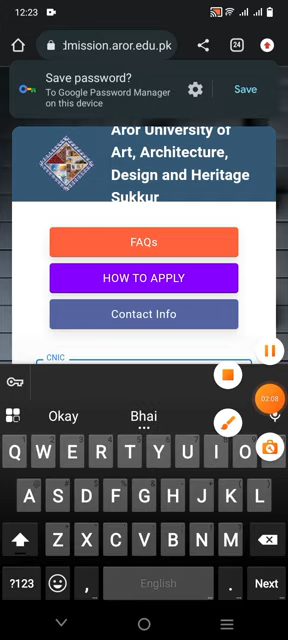 12:23
admission.aror.edu.pk
24
Save password?
To Google Password Manager
on this device
Save
Aror University of
Art, Architecture,
Design and Heritage
Sukkur
FAQs
HOW TO APPLY
Contact Info
CNIC
02:08
Okay Bhai
Q W E R T Y U I O
A S D F G H J K L
Z X C V B N M
?123 , English . Next